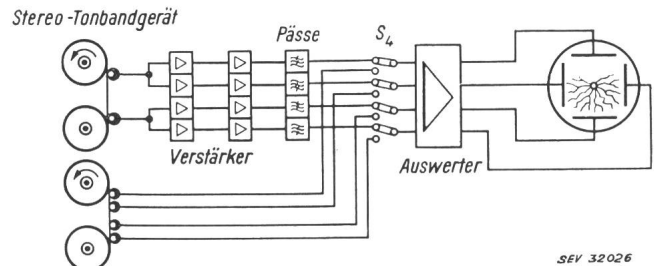 Stereo-Tonbandgerät
Pässe
S4
Verstärker
Auswerter
SEV 32026